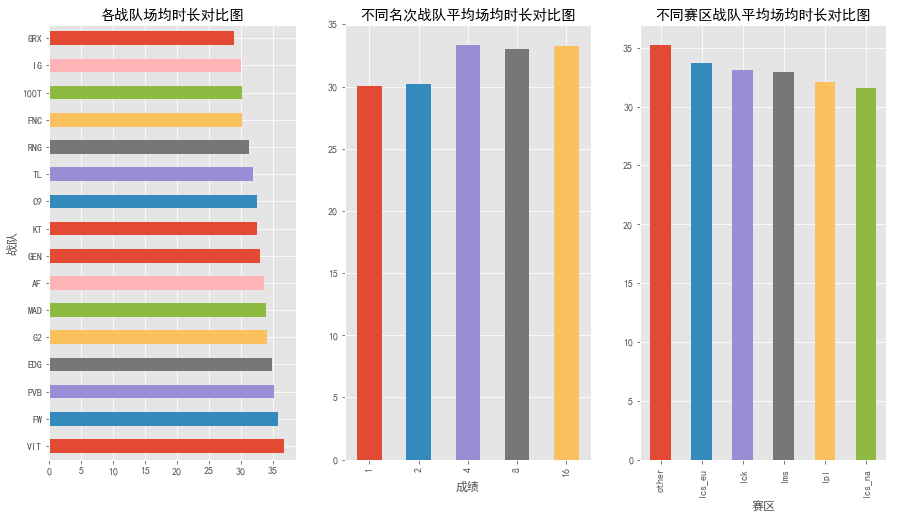 各战队场均时长对比图
战队
GRX
IG
100T
FNC
RNG
TL
C9
KT
GEN
AF
MAD
G2
EDG
PVB
FW
VIT
0 5 10 15 20 25 30 35
不同名次战队平均场均时长对比图
35
30
25
20
15
10
5
0
1 2 4 8 16
成绩
不同赛区战队平均场均时长对比图
35
30
25
20
15
10
5
0
other lcs_eu lck lms lpl lcs_na
赛区